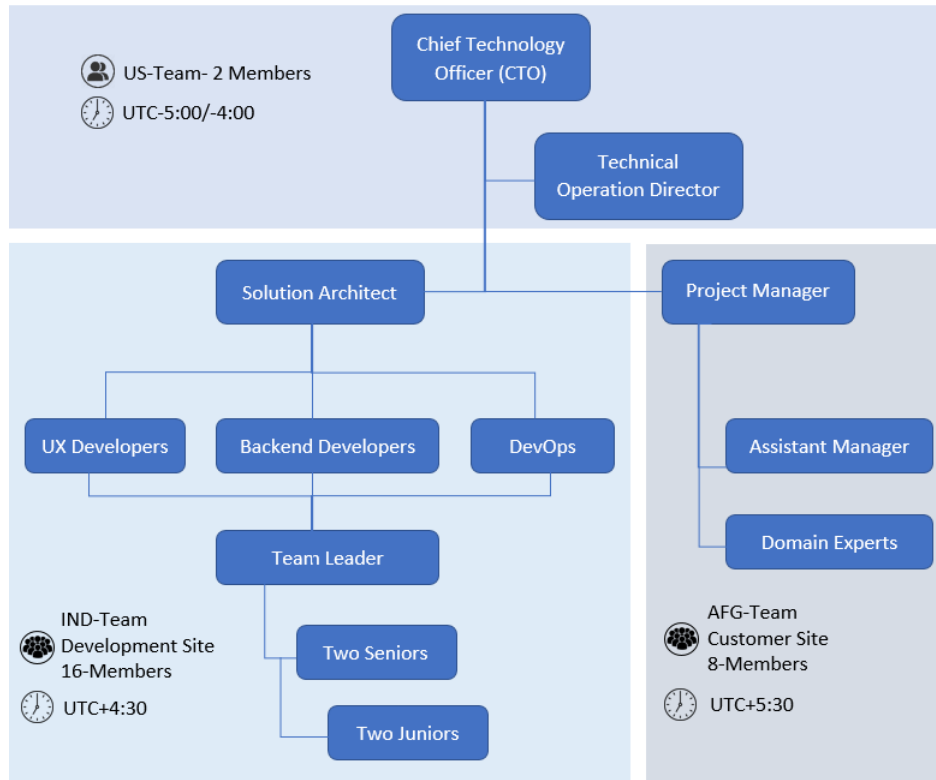 Chief Technology
Officer (CTO)
US-Team- 2 Members
UTC-5:00/-4:00
Technical
Operation Director
Solution Architect
Project Manager
UX Developers
Backend Developers
DevOps
Assistant Manager
Team Leader
Domain Experts
IND-Team
Development Site
16-Members
UTC+4:30
Two Seniors
Two Juniors
AFG-Team
Customer Site
8-Members
UTC+5:30